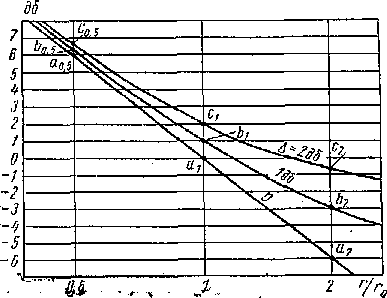 дб
7
6
5
4
3
2
1
0
-1
-2
-3
-4
-5
6
c₀,₅
b₀,₅
a₀,₅
c₁
b₁
a₁
Δ = 2дб
c₂
1дб
0
b₂
a₂
0,5
1
2
r/r₀